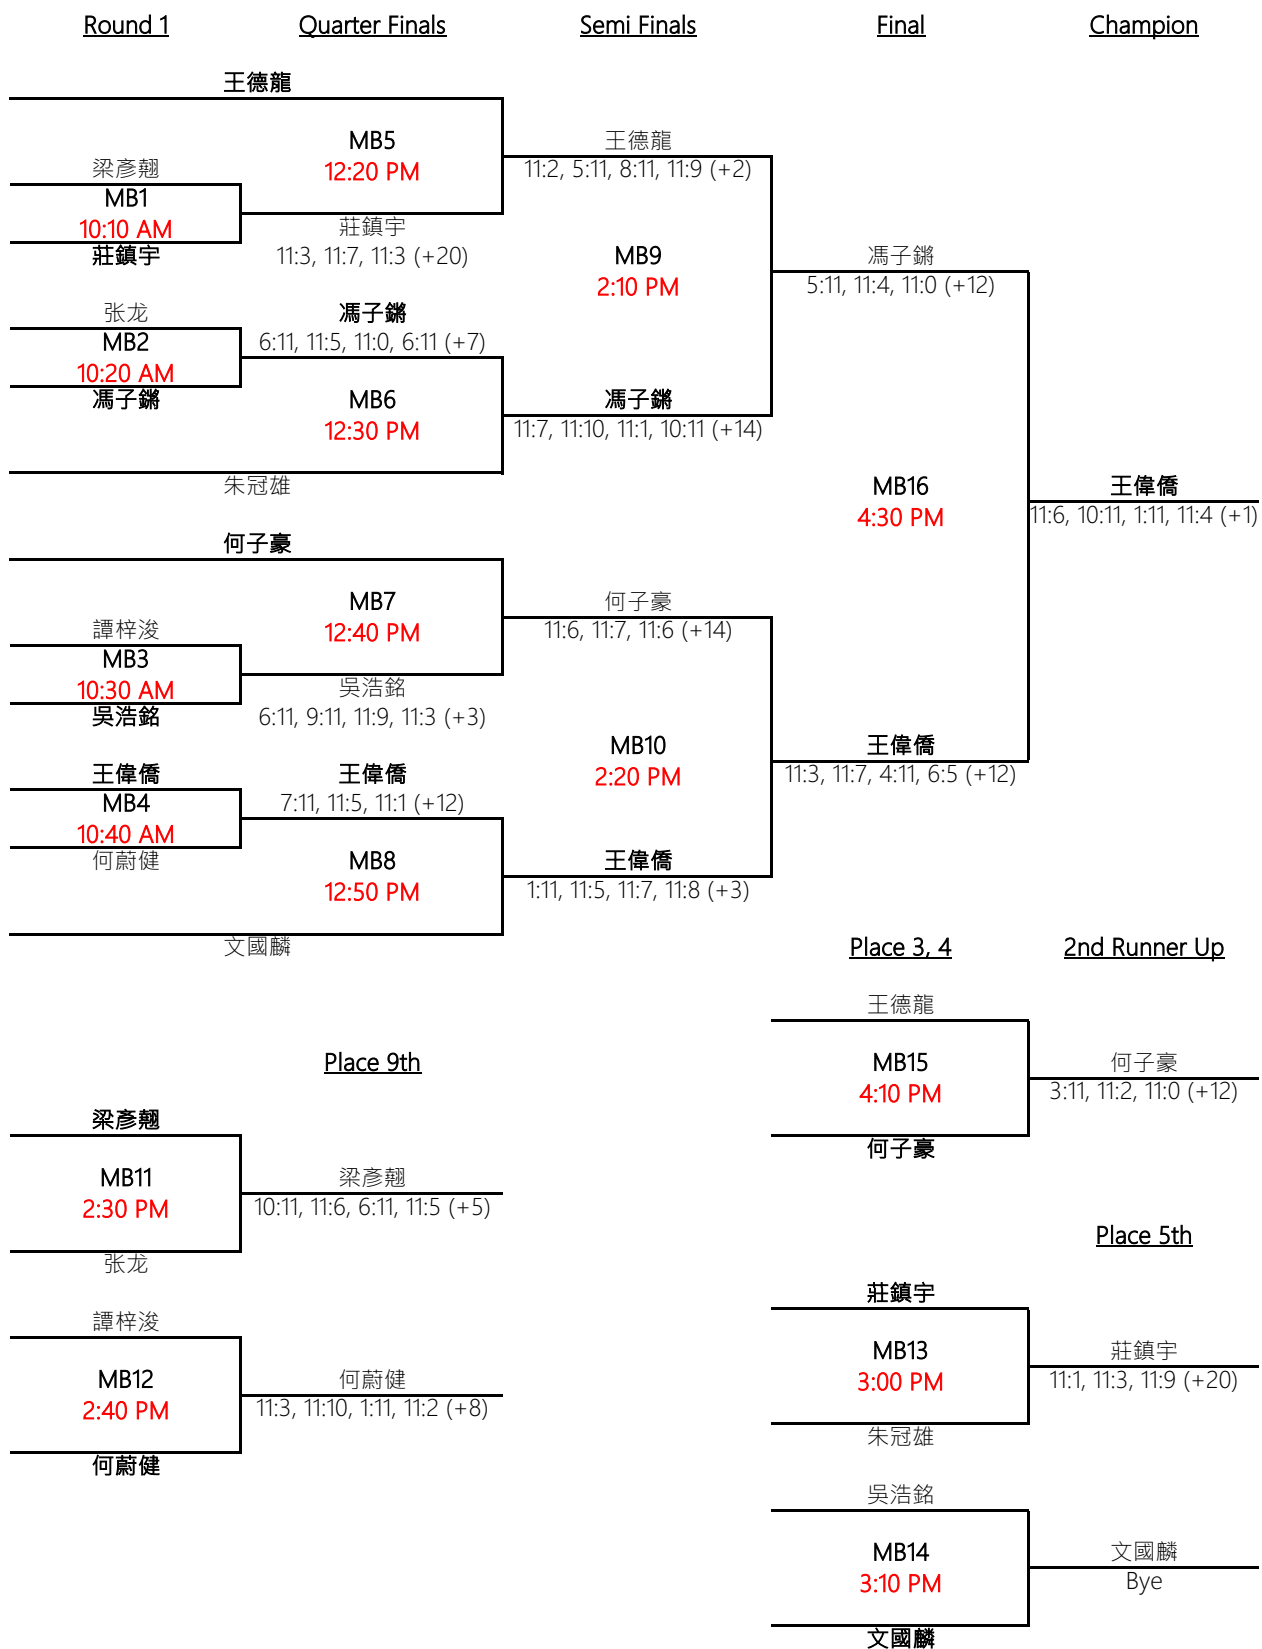 Round 1
Quarter Finals
Semi Finals
Final
Champion
王德龍
MB5
12:20 PM
王德龍
11:2, 5:11, 8:11, 11:9 (+2)
梁彥翹
MB1
10:10 AM
莊鎮宇
莊鎮宇
11:3, 11:7, 11:3 (+20)
MB9
2:10 PM
馮子鏘
5:11, 11:4, 11:0 (+12)
张龙
MB2
10:20 AM
馮子鏘
馮子鏘
6:11, 11:5, 11:0, 6:11 (+7)
MB6
12:30 PM
馮子鏘
11:7, 11:10, 11:1, 10:11 (+14)
朱冠雄
MB16
4:30 PM
王偉僑
11:6, 10:11, 1:11, 11:4 (+1)
何子豪
MB7
12:40 PM
何子豪
11:6, 11:7, 11:6 (+14)
譚梓浚
MB3
10:30 AM
吳浩銘
吳浩銘
6:11, 9:11, 11:9, 11:3 (+3)
MB10
2:20 PM
王偉僑
11:3, 11:7, 4:11, 6:5 (+12)
王偉僑
MB4
10:40 AM
何蔚健
王偉僑
7:11, 11:5, 11:1 (+12)
MB8
12:50 PM
王偉僑
1:11, 11:5, 11:7, 11:8 (+3)
文國麟
Place 3, 4
2nd Runner Up
王德龍
MB15
4:10 PM
何子豪
何子豪
3:11, 11:2, 11:0 (+12)
Place 9th
梁彥翹
MB11
2:30 PM
张龙
梁彥翹
10:11, 11:6, 6:11, 11:5 (+5)
Place 5th
莊鎮宇
MB13
3:00 PM
朱冠雄
莊鎮宇
11:1, 11:3, 11:9 (+20)
譚梓浚
MB12
2:40 PM
何蔚健
何蔚健
11:3, 11:10, 1:11, 11:2 (+8)
吳浩銘
MB14
3:10 PM
文國麟
文國麟
Bye